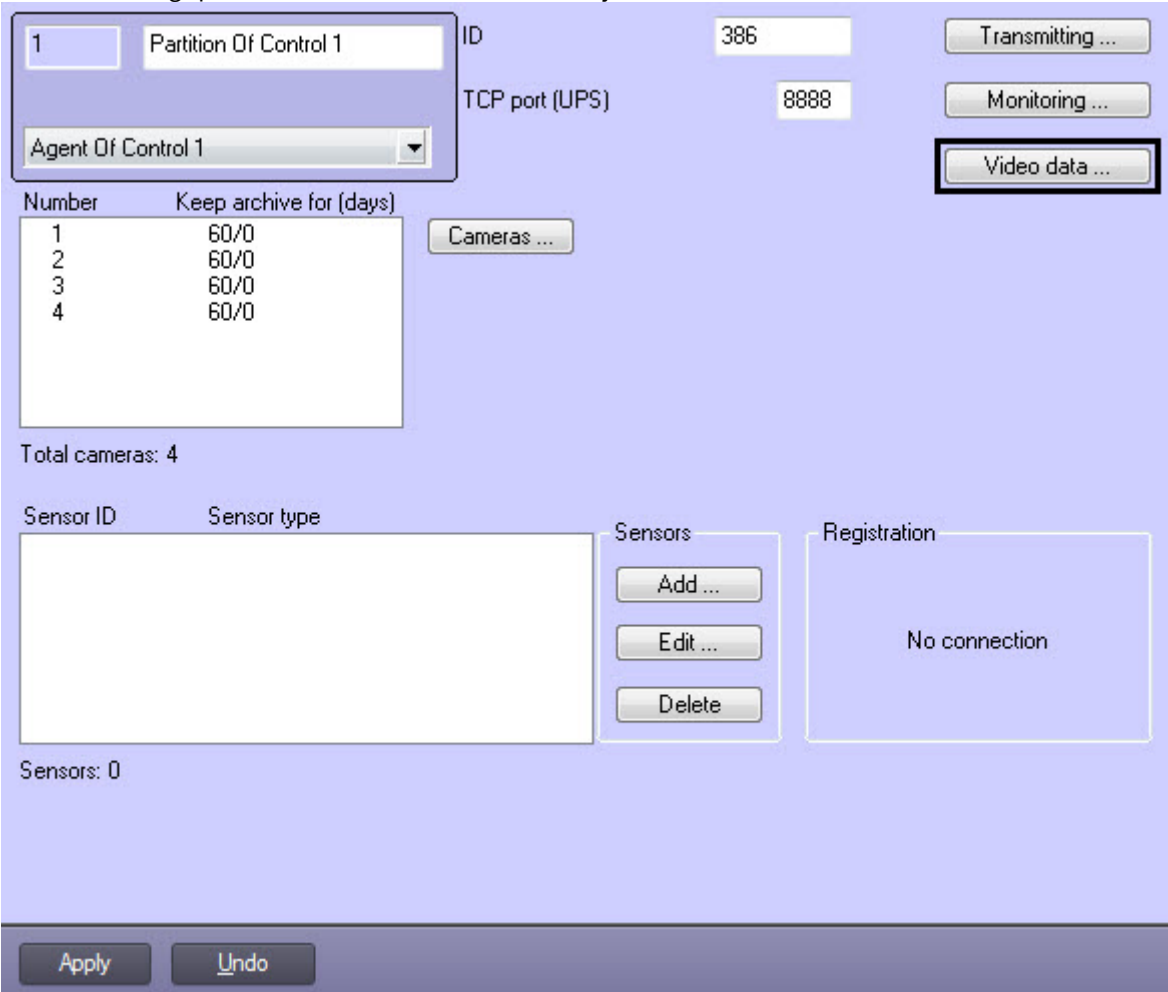 1 Partition Of Control 1 ID 386 Transmitting ...
TCP port (UPS) 8888 Monitoring ...
Agent Of Control 1 Video data ...
Number Keep archive for (days)
1 60/0 Cameras ...
2 60/0
3 60/0
4 60/0
Total cameras: 4
Sensor ID Sensor type
Sensors Registration
Add ...
Edit ... No connection
Delete
Sensors: 0
Apply Undo